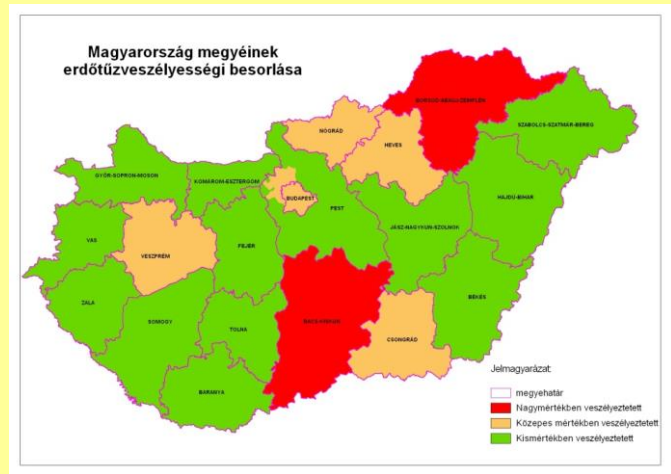 Magyarország megyéinek
erdőtűzveszélyességi besorlása
BORSOD-ABAÚJ-ZEMPLÉN
SZABOLCS-SZATMÁR-BEREG
NÓGRÁD
HEVES
GYŐR-SOPRON-MOSON
KOMÁROM-ESZTERGOM
BUDAPEST
HAJDÚ-BIHAR
PEST
JÁSZ-NAGYKUN-SZOLNOK
VAS
VESZPRÉM
FEJÉR
ZALA
SOMOGY
TOLNA
BÁCS-KISKUN
BÉKÉS
CSONGRÁD
BARANYA
Jelmagyarázat:
megyehatár
Nagymértékben veszélyeztetett
Közepes mértékben veszélyeztetett
Kismértékben veszélyeztetett